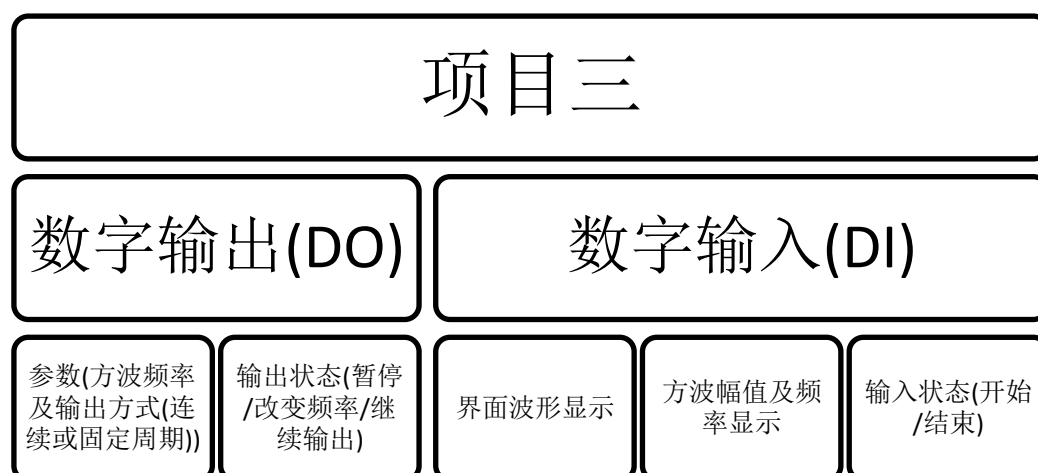 项目三
数字输出(DO)
数字输入(DI)
参数(方波频率
及输出方式(连
续或固定周期))
输出状态(暂停
/改变频率/继
续输出)
界面波形显示
方波幅值及频
率显示
输入状态(开始
/结束)